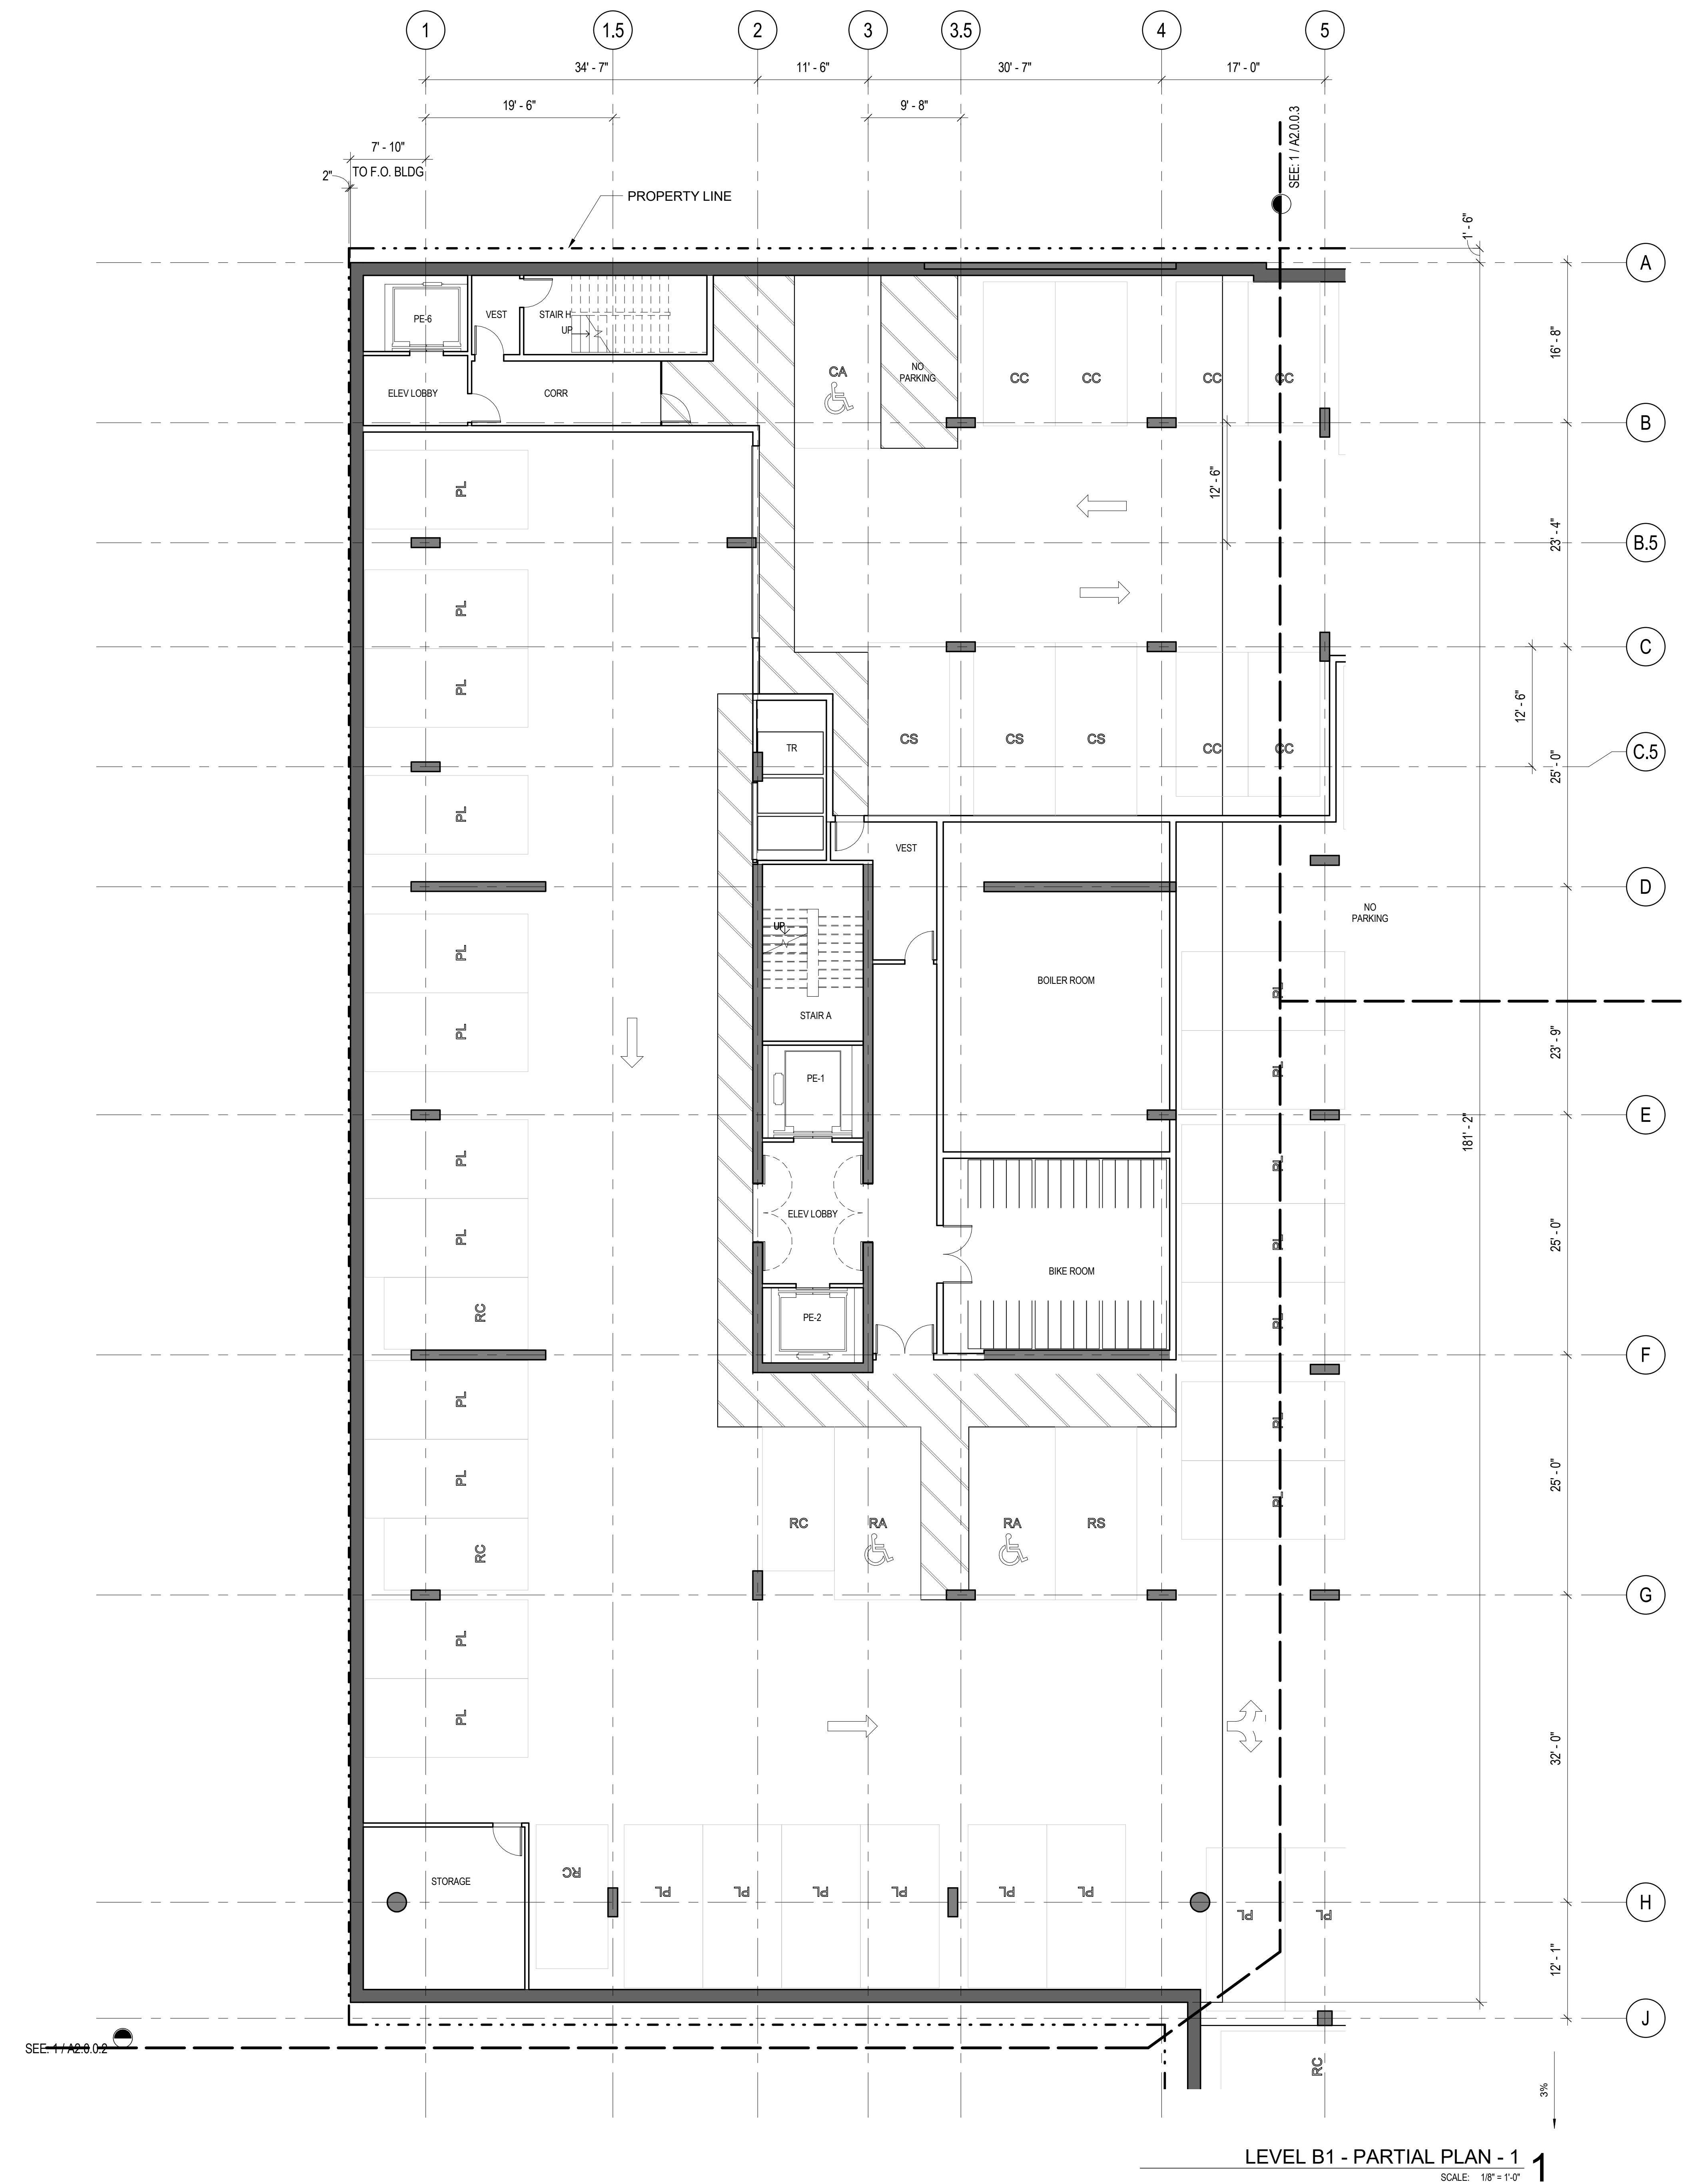 1 1.5 2 3 3.5 4 5
34' - 7" 11' - 6" 30' - 7" 17' - 0"
19' - 6" 9' - 8"
7' - 10"
TO F.O. BLDG
2"
PROPERTY LINE
SEE: 1 / A2.0.0.3
1' - 6"
A
PE-6
VEST
STAIR H
UP
16' - 8"
CA
NO
PARKING
CC CC CC CC
ELEV LOBBY
CORR
B
12' - 6"
PL
23' - 4"
B.5
PL
C
PL
12' - 6"
CS CS CS CC CC
TR
25' - 0"
C.5
PL
VEST
D
NO
PARKING
UP
PL
BOILER ROOM
PL
STAIR A
PL
23' - 9"
PE-1
PL
E
181' - 2"
PL
PL
ELEV LOBBY
25' - 0"
PL
PL
BIKE ROOM
RC
PE-2
PL
F
PL
PL
25' - 0"
PL
PL
RC RA RA RS
RC
G
PL
PL
32' - 0"
STORAGE
RC
PL PL PL PL PL PL
PL PL
H
12' - 1"
J
SEE: 1 / A2.0.0.2
RC
3%
LEVEL B1 - PARTIAL PLAN - 1
1
SCALE: 1/8" = 1'-0"